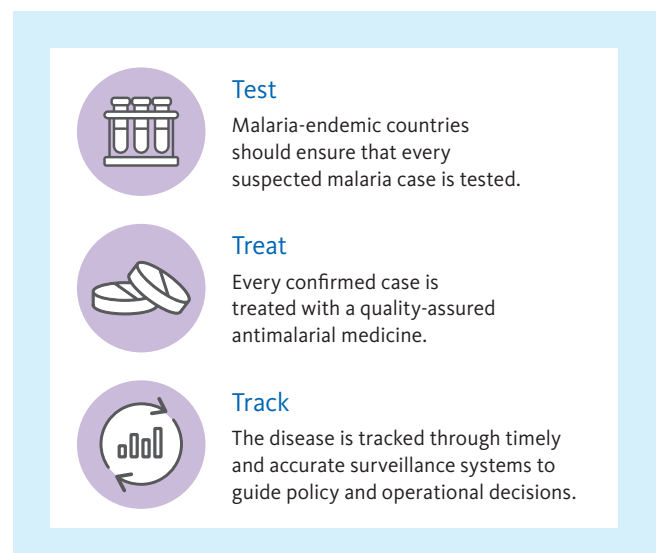 Test
Malaria-endemic countries
should ensure that every
suspected malaria case is tested.
Treat
Every confirmed case is
treated with a quality-assured
antimalarial medicine.
Track
The disease is tracked through timely
and accurate surveillance systems to
guide policy and operational decisions.